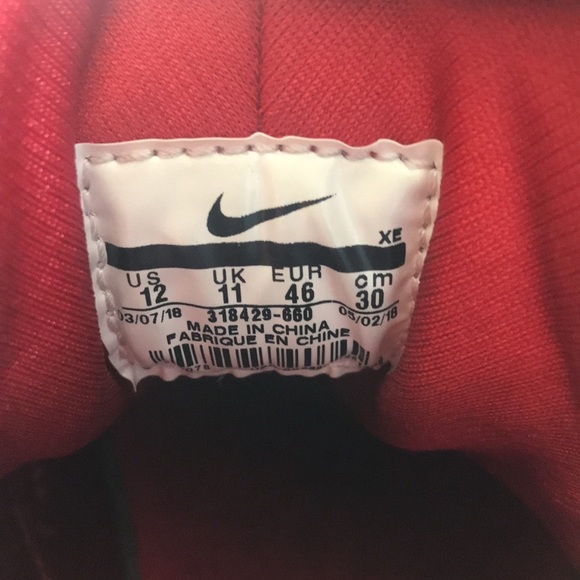 XE
US UK EUR cm
12 11 46 30
03/07/18 318429-660 05/02/18
MADE IN CHINA
FABRIQUE EN CHINE